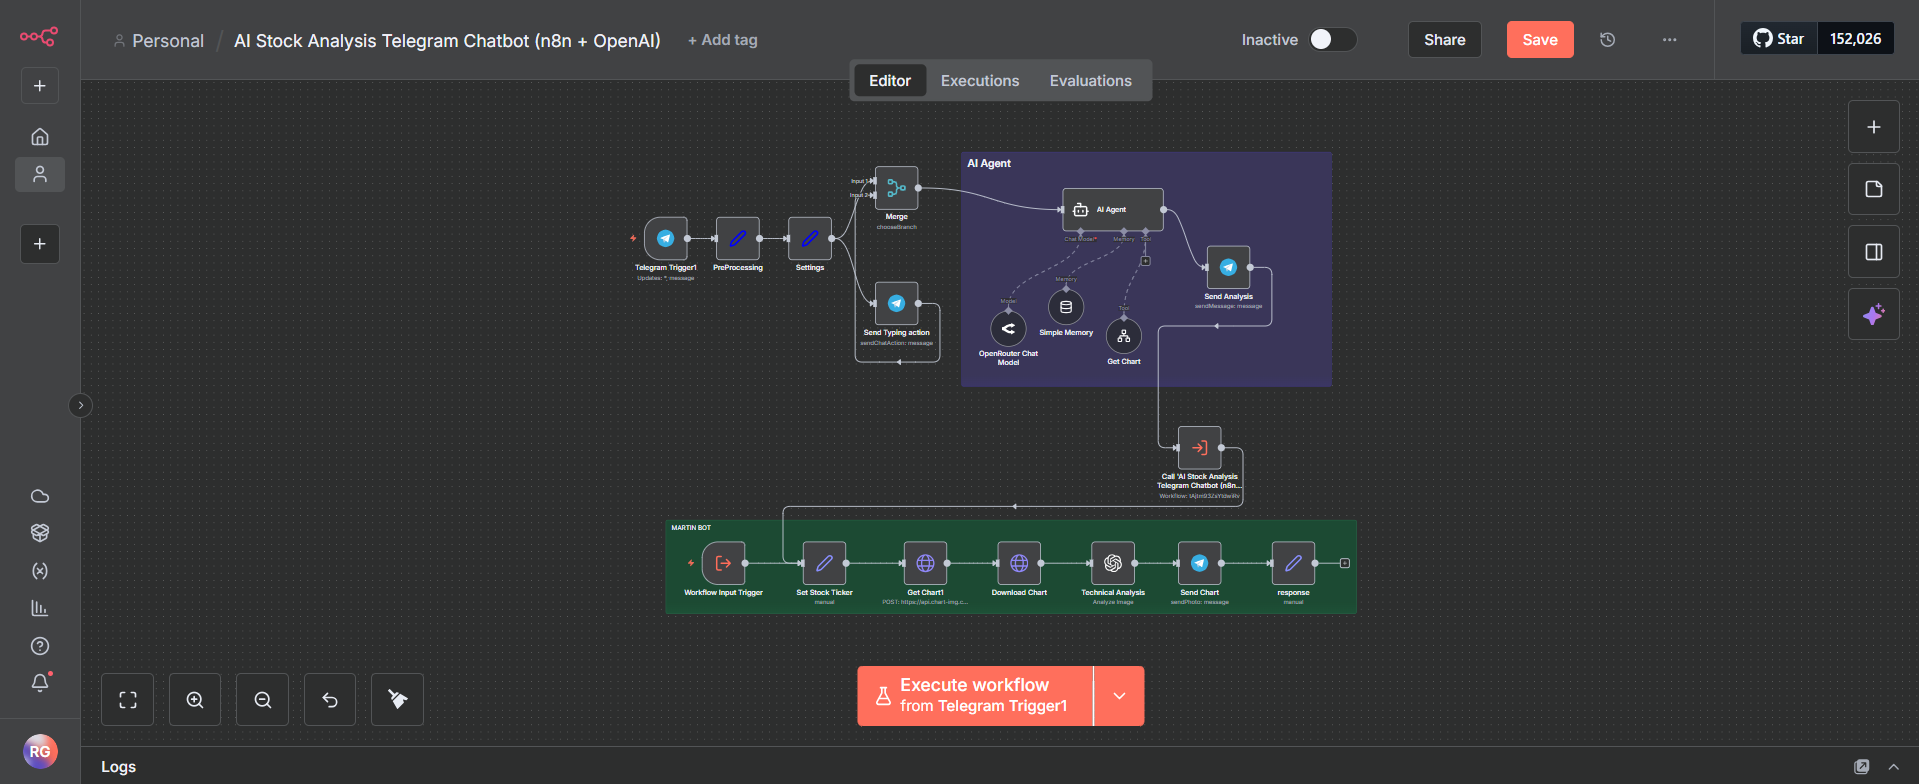 Personal / AI Stock Analysis Telegram Chatbot (n8n + OpenAI) + Add tag
Inactive
Share
Save
Star 152,026
Editor
Executions
Evaluations
AI Agent
Input 1
Input 2
Merge
chooseBranch
AI Agent
Chat Model*
Memory
Tool
Telegram Trigger1
Updates: *, message
PreProcessing
Settings
Send Typing action
sendChatAction: message
Send Analysis
sendMessage: message
Model
OpenRouter Chat
Model
Memory
Simple Memory
Tool
Get Chart
Call 'AI Stock Analysis
Telegram Chatbot (n8n...
MARTIN BOT
Workflow Input Trigger
Set Stock Ticker
manual
Get Chart1
POST: https://api.chart-img.c...
Download Chart
Technical Analysis
Analyze Image
Send Chart
sendPhoto: message
response
manual
Execute workflow
from Telegram Trigger1
RG
Logs